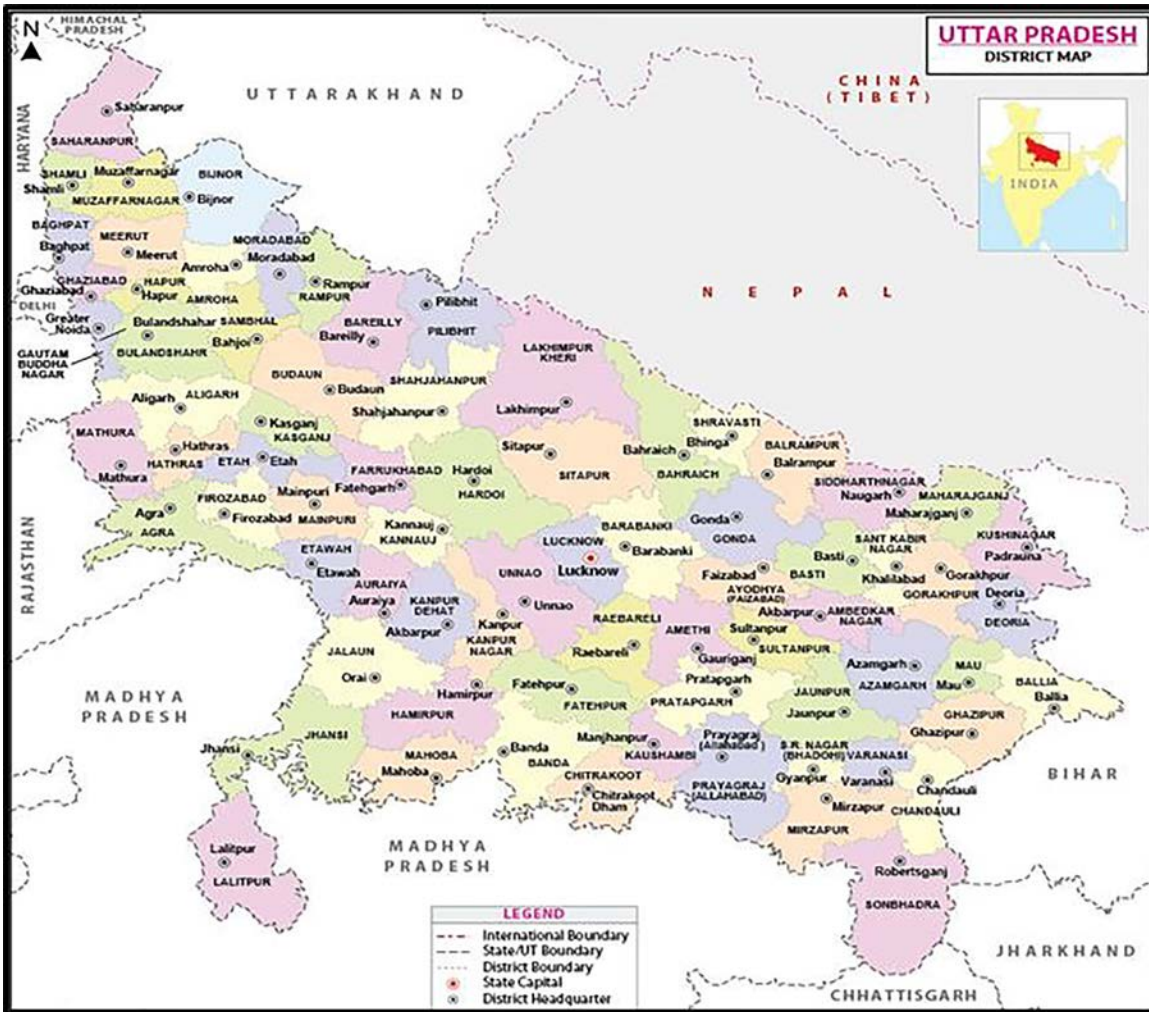 UTTAR PRADESH
DISTRICT MAP
N
HIMACHAL
PRADESH
UTTARAKHAND
CHINA
(TIBET)
INDIA
HARYANA
Saharanpur
SAHARANPUR
SHAMLI
Shamli
Muzaffarnagar
MUZAFFARNAGAR
BIJNOR
Bijnor
BAGHPAT
Baghpat
MEERUT
Meerut
MORADABAD
Moradabad
Amroha
AMROHA
Rampur
RAMPUR
GHAZIABAD
Ghaziabad
HAPUR
Hapur
DELHI
Greater
Noida
GAUTAM
BUDDHA
NAGAR
Bulandshahar
BULANDSHAHR
SAMBHAL
Bahjoi
BAREILLY
Bareilly
Pilibhit
PILIBHIT
NEPAL
LAKHIMPUR
KHERI
Lakhimpur
BUDAUN
Budaun
SHAHJAHANPUR
Shahjahanpur
Aligarh
ALIGARH
Kasganj
KASGANJ
MATHURA
Mathura
Hathras
HATHRAS
ETAH
Etah
FARRUKHABAD
Fatehgarh
Hardoi
HARDOI
Sitapur
SITAPUR
Bahraich
BAHRAICH
SHRAVASTI
Bhinga
BALRAMPUR
Balrampur
SIDDHARTHNAGAR
Naugarh
MAHARAJGANJ
Maharajganj
KUSHINAGAR
Padrauna
RAJASTHAN
Agra
AGRA
FIROZABAD
Firozabad
Mainpuri
MAINPURI
Kannauj
KANNAUJ
LUCKNOW
Lucknow
BARABANKI
Barabanki
Gonda
GONDA
Basti
BASTI
SANT KABIR
NAGAR
Khalilabad
Gorakhpur
GORAKHPUR
Deoria
DEORIA
ETAWAH
Etawah
AURAIYA
Auraiya
KANPUR
DEHAT
Akbarpur
Kanpur
KANPUR
NAGAR
UNNAO
Unnao
RAEBARELI
Raebareli
AMETHI
Gauriganj
Faizabad
AYODHYA
(FAIZABAD)
Akbarpur
AMBEDKAR
NAGAR
Sultanpur
SULTANPUR
Azamgarh
AZAMGARH
MAU
Mau
BALLIA
Ballia
JALAUN
Orai
Hamirpur
HAMIRPUR
Fatehpur
FATEHPUR
Pratapgarh
PRATAPGARH
JAUNPUR
Jaunpur
GHAZIPUR
Ghazipur
MADHYA
PRADESH
Jhansi
JHANSI
MAHOBA
Mahoba
Banda
BANDA
Manjhanpur
KAUSHAMBI
CHITRAKOOT
Chitrakoot
Dham
Prayagraj
(Allahabad )
PRAYAGRAJ
(ALLAHABAD)
S.R. NAGAR
(BHADOHI)
Gyanpur
VARANASI
Varanasi
Chandauli
CHANDAULI
Mirzapur
MIRZAPUR
BIHAR
Lalitpur
LALITPUR
MADHYA
PRADESH
Robertsganj
SONBHADRA
JHARKHAND
CHHATTISGARH
LEGEND
International Boundary
State/UT Boundary
District Boundary
State Capital
District Headquarter